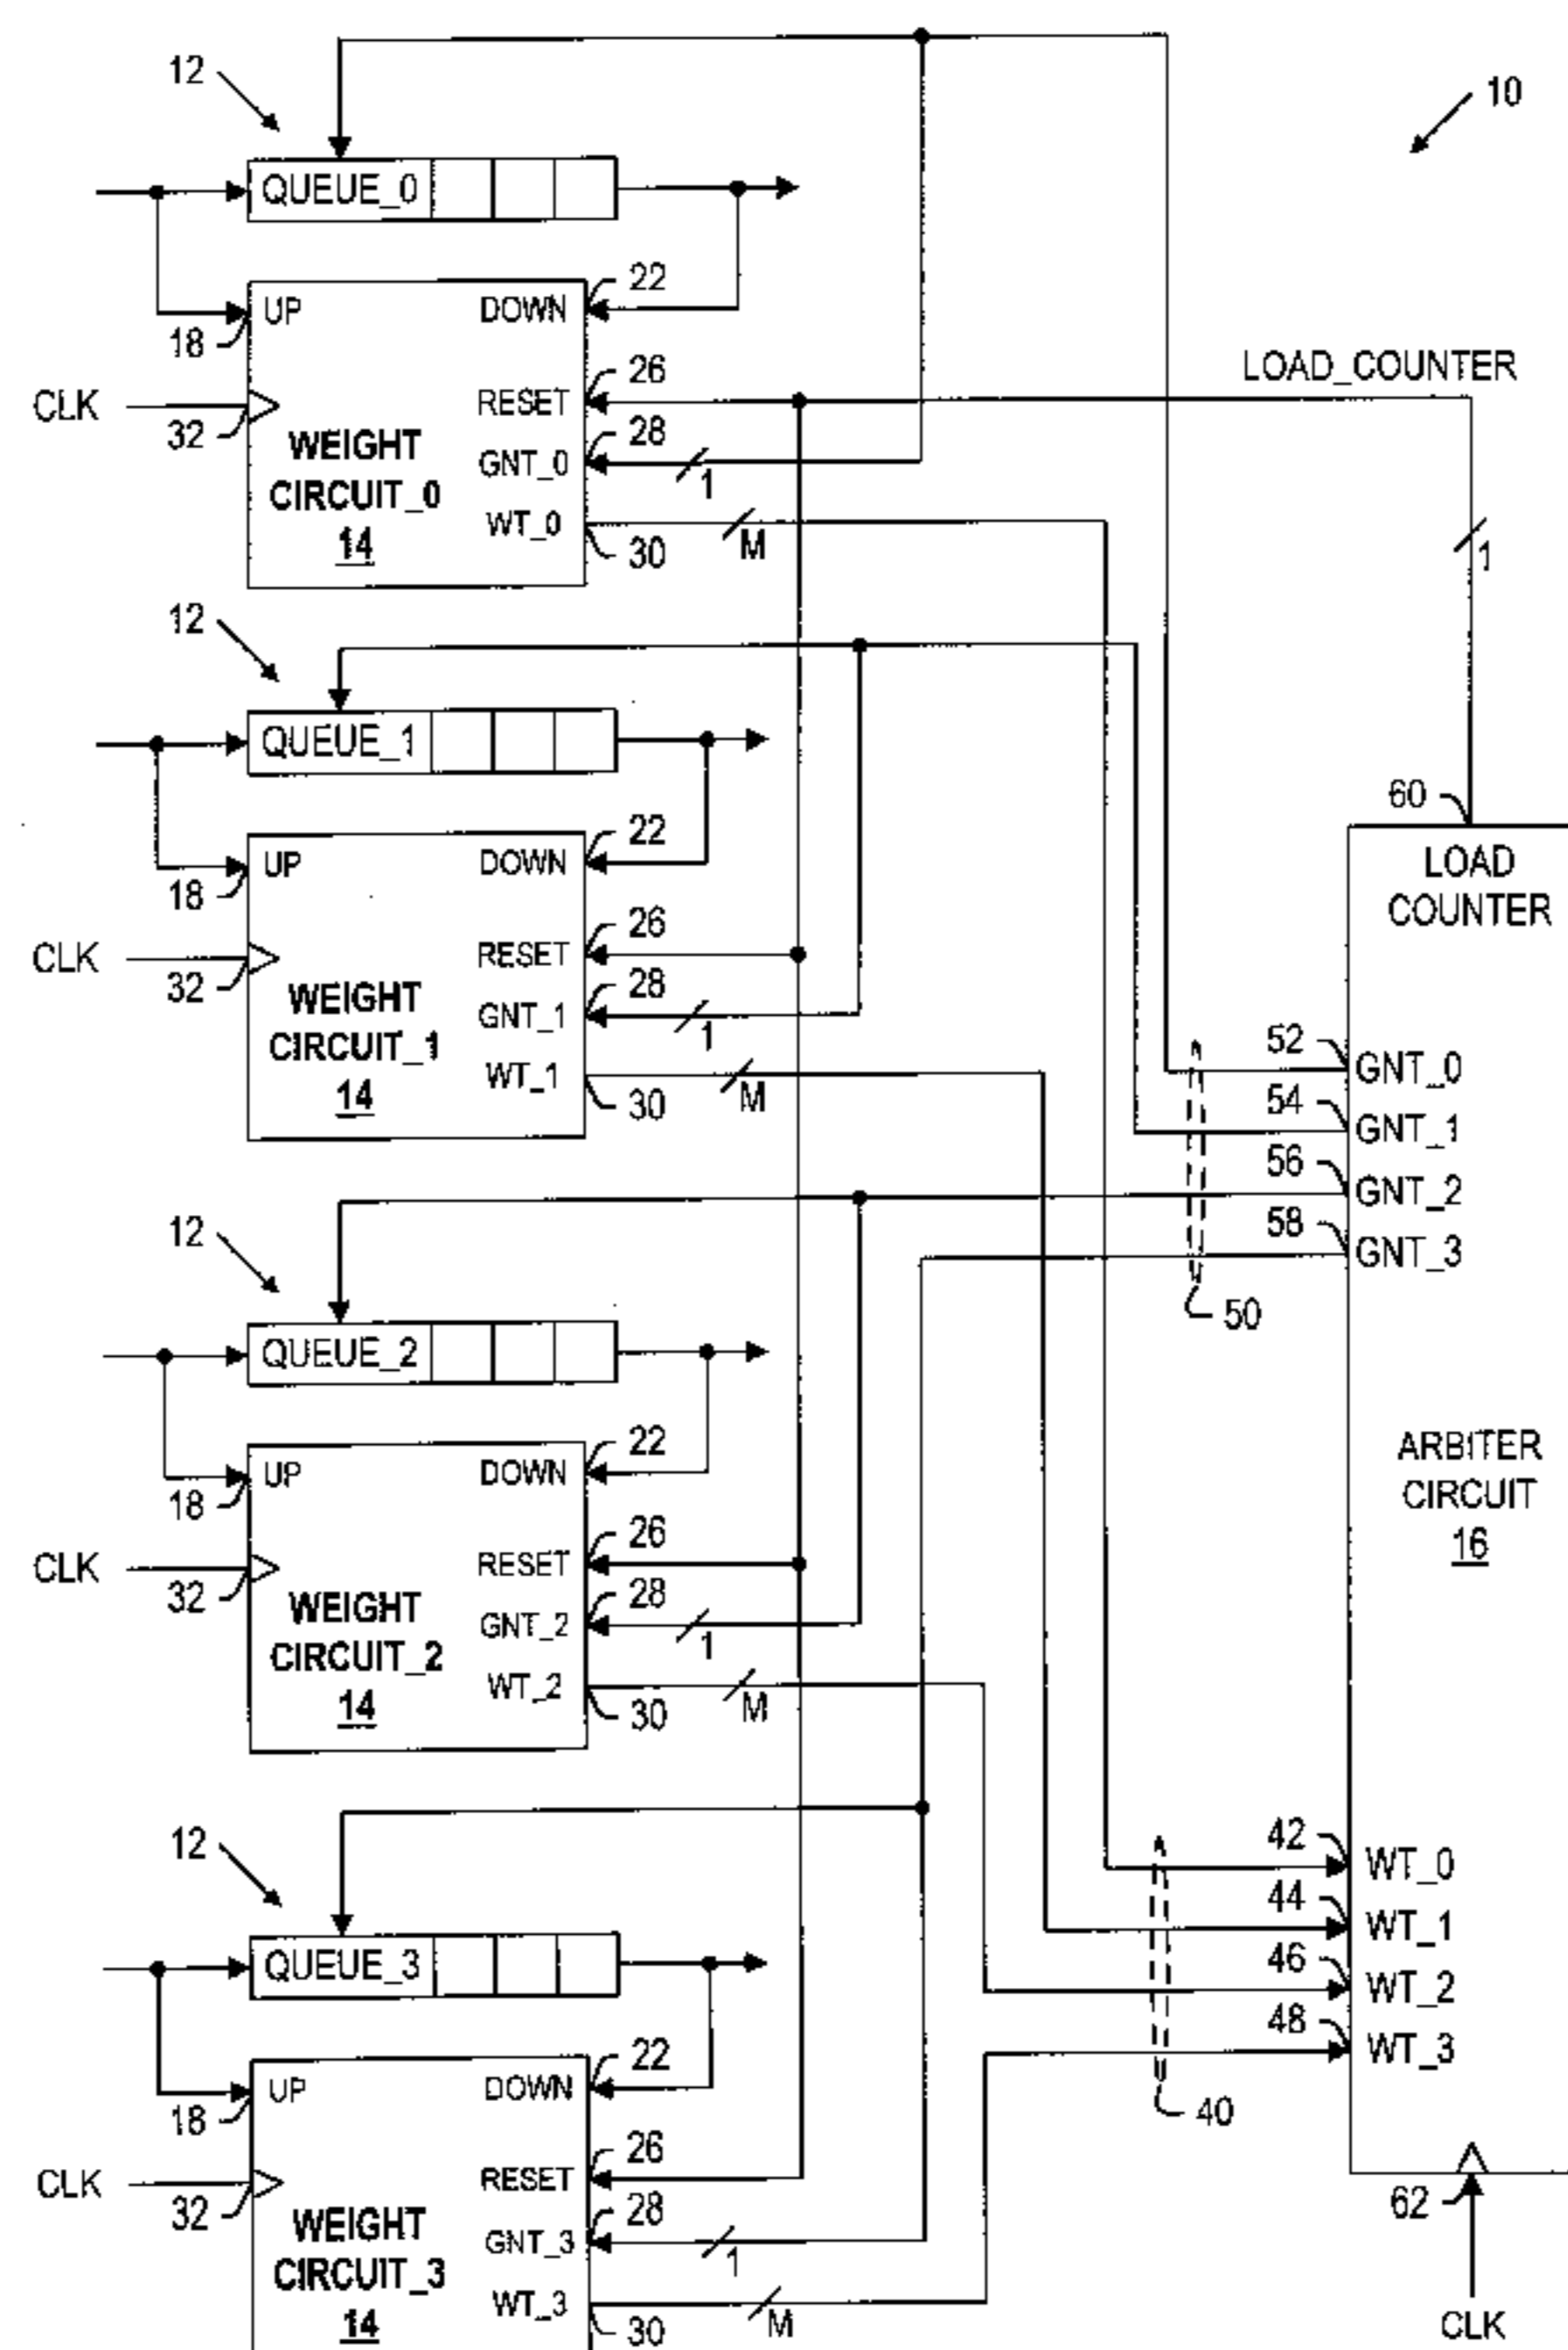 12
10
QUEUE_0
22
UP
DOWN
18
26
LOAD_COUNTER
CLK
RESET
32
28
WEIGHT
CIRCUIT_0
14
GNT_0
1
WT_0
M
30
1
12
QUEUE_1
60
22
UP
DOWN
LOAD
COUNTER
18
26
CLK
RESET
32
28
WEIGHT
CIRCUIT_1
14
GNT_1
1
WT_1
M
30
52
GNT_0
54
GNT_1
56
GNT_2
58
GNT_3
50
12
QUEUE_2
22
UP
DOWN
18
ARBITER
CIRCUIT
16
26
CLK
RESET
32
28
WEIGHT
CIRCUIT_2
14
GNT_2
1
WT_2
M
30
12
42
WT_0
44
WT_1
46
WT_2
48
WT_3
40
QUEUE_3
22
UP
DOWN
18
26
CLK
RESET
32
28
WEIGHT
CIRCUIT_3
14
GNT_3
1
WT_3
M
30
62
CLK